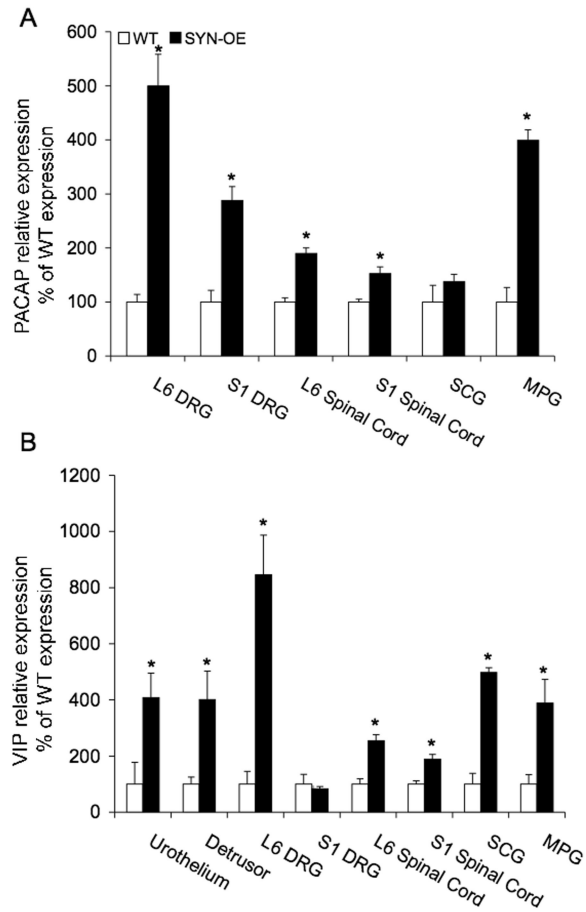 A
WT SYN-OE
PACAP relative expression
% of WT expression
600
500
400
300
200
100
0
* * * * *
L6 DRG
S1 DRG
L6 Spinal Cord
S1 Spinal Cord
SCG
MPG
B
VIP relative expression
% of WT expression
1200
1000
800
600
400
200
0
* * * * * * *
Urothelium
Detrusor
L6 DRG
S1 DRG
L6 Spinal Cord
S1 Spinal Cord
SCG
MPG